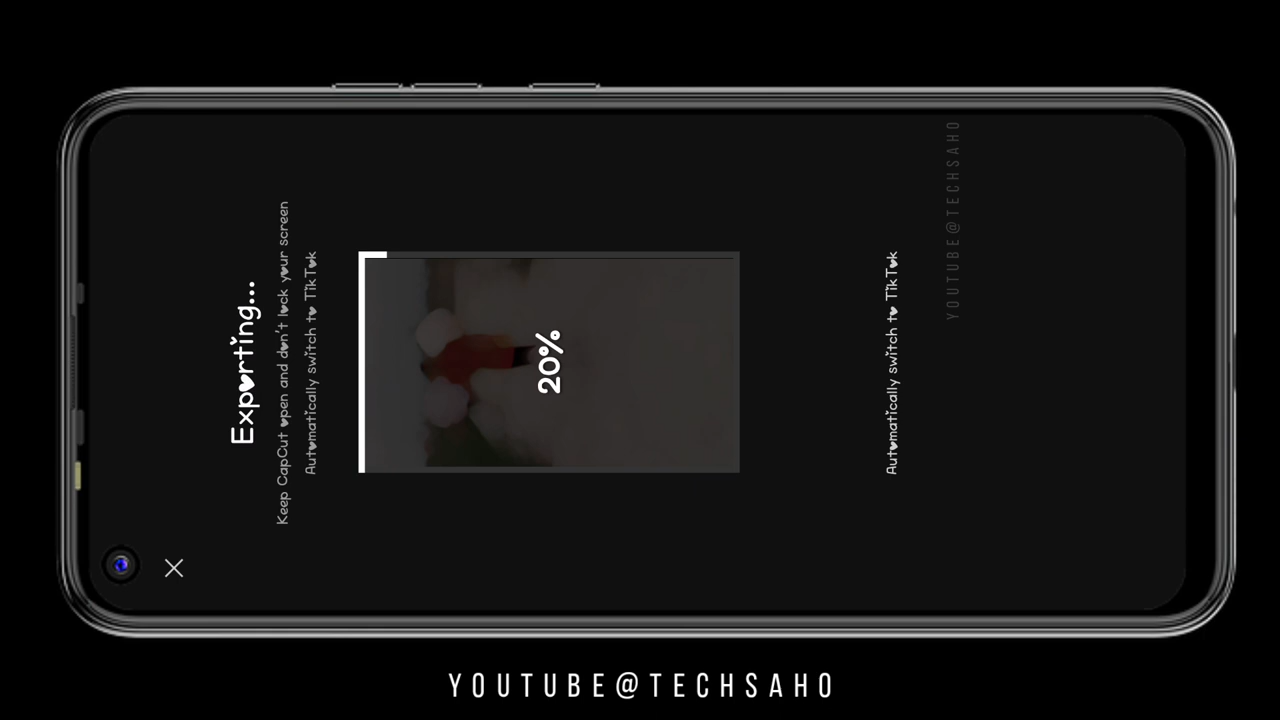 Exporting...
Keep CapCut open and don't lock your screen
Automatically switch to TikTok
20%
Automatically switch to TikTok
YOUTUBE@TECHSAHO
YOUTUBE@TECHSAHO